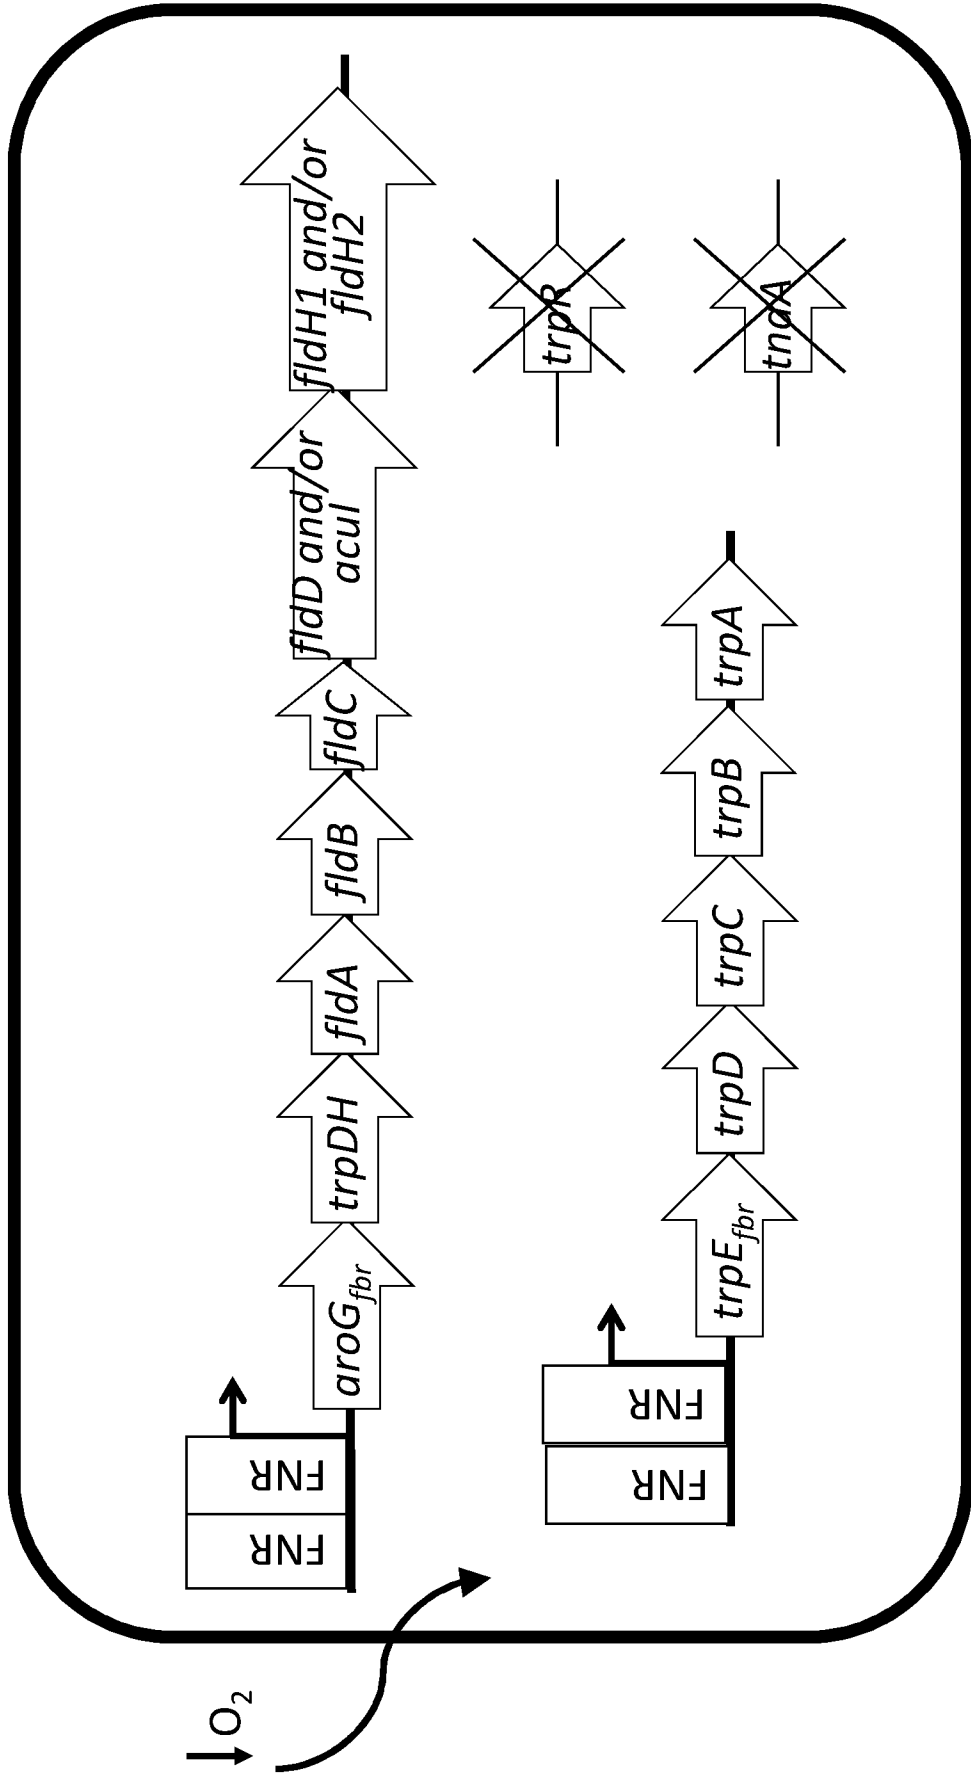 O2
FNR
FNR
aroGfbr
trpDH
fldA
fldB
fldC
fldD and/or
acuI
fldH1 and/or
fldH2
FNR
FNR
trpEfbr
trpD
trpC
trpB
trpA
trpR
tnaA